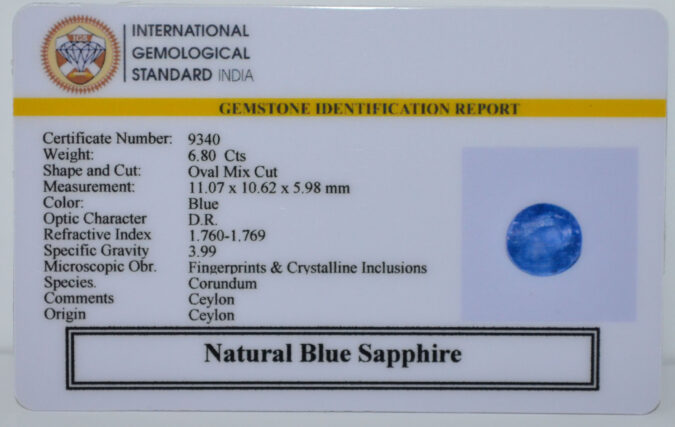 IGS
INTERNATIONAL
GEMOLOGICAL
STANDARD INDIA
GEMSTONE IDENTIFICATION REPORT
Certificate Number: 9340
Weight: 6.80 Cts
Shape and Cut: Oval Mix Cut
Measurement: 11.07 x 10.62 x 5.98 mm
Color: Blue
Optic Character D.R.
Refractive Index 1.760-1.769
Specific Gravity 3.99
Microscopic Obr. Fingerprints & Crystalline Inclusions
Species. Corundum
Comments Ceylon
Origin Ceylon
Natural Blue Sapphire